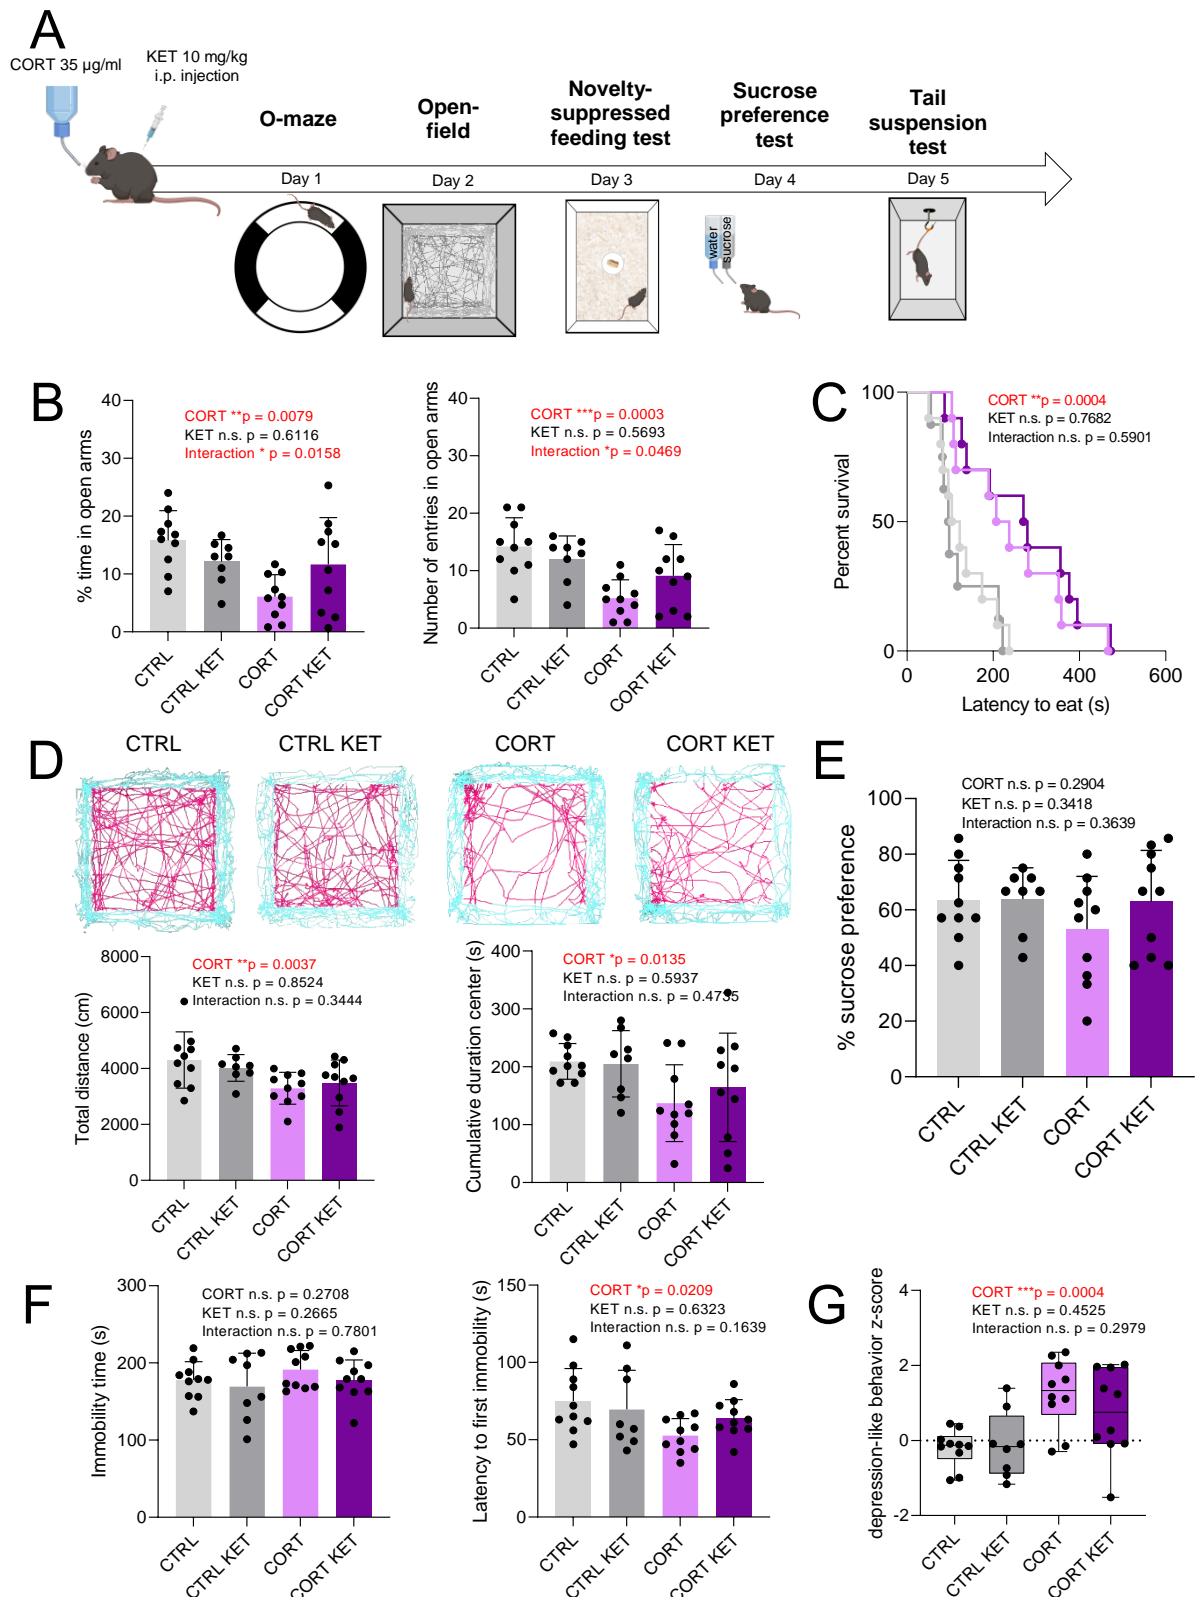 A
CORT 35 µg/ml
KET 10 mg/kg
i.p. injection
O-maze
Open-
field
Novelty-
suppressed
feeding test
Sucrose
preference
test
Tail
suspension
test
Day 1
Day 2
Day 3
Day 4
Day 5
water
sucrose
B
% time in open arms
40
30
20
10
0
CORT **p = 0.0079
KET n.s. p = 0.6116
Interaction * p = 0.0158
CTRL
CTRL KET
CORT
CORT KET
Number of entries in open arms
40
30
20
10
0
CORT ***p = 0.0003
KET n.s. p = 0.5693
Interaction *p = 0.0469
CTRL
CTRL KET
CORT
CORT KET
C
Percent survival
100
50
0
CORT **p = 0.0004
KET n.s. p = 0.7682
Interaction n.s. p = 0.5901
0
200
400
600
Latency to eat (s)
D
CTRL
CTRL KET
CORT
CORT KET
Total distance (cm)
8000
6000
4000
2000
0
CORT **p = 0.0037
KET n.s. p = 0.8524
Interaction n.s. p = 0.3444
CTRL
CTRL KET
CORT
CORT KET
Cumulative duration center (s)
400
300
200
100
0
CORT *p = 0.0135
KET n.s. p = 0.5937
Interaction n.s. p = 0.4735
CTRL
CTRL KET
CORT
CORT KET
E
% sucrose preference
100
80
60
40
20
0
CORT n.s. p = 0.2904
KET n.s. p = 0.3418
Interaction n.s. p = 0.3639
CTRL
CTRL KET
CORT
CORT KET
F
Immobility time (s)
300
200
100
0
CORT n.s. p = 0.2708
KET n.s. p = 0.2665
Interaction n.s. p = 0.7801
CTRL
CTRL KET
CORT
CORT KET
Latency to first immobility (s)
150
100
50
0
CORT *p = 0.0209
KET n.s. p = 0.6323
Interaction n.s. p = 0.1639
CTRL
CTRL KET
CORT
CORT KET
G
depression-like behavior z-score
4
2
0
-2
CORT ***p = 0.0004
KET n.s. p = 0.4525
Interaction n.s. p = 0.2979
CTRL
CTRL KET
CORT
CORT KET